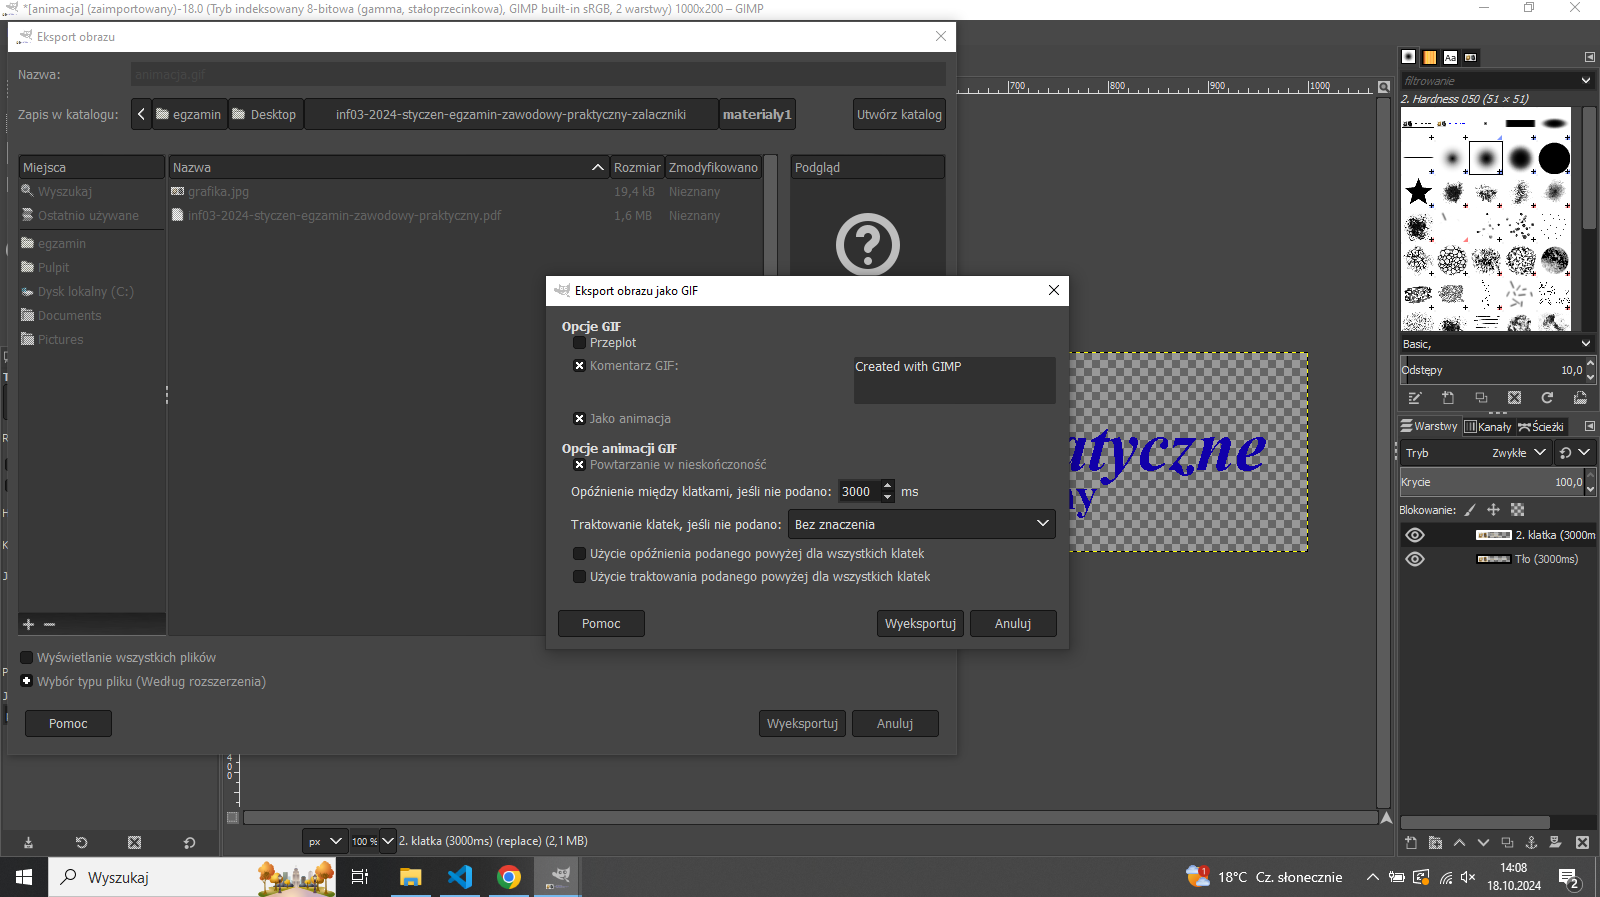 *[animacja] (zaimportowany)-18.0 (Tryb indeksowany 8-bitowa (gamma, stałoprzecinkowa), GIMP built-in sRGB, 2 warstwy) 1000x200 – GIMP
Eksport obrazu
Nazwa:
animacja.gif
Zapis w katalogu:
egzamin
Desktop
inf03-2024-styczen-egzamin-zawodowy-praktyczny-zalaczniki
materialy1
Utwórz katalog
Miejsca
Nazwa
Rozmiar
Zmodyfikowano
Podgląd
Wyszukaj
grafika.jpg
19,4 kB
Nieznany
Ostatnio używane
inf03-2024-styczen-egzamin-zawodowy-praktyczny.pdf
1,6 MB
Nieznany
egzamin
Pulpit
Dysk lokalny (C:)
Documents
Pictures
Wyświetlanie wszystkich plików
Wybór typu pliku (Według rozszerzenia)
Pomoc
Wyeksportuj
Anuluj
Eksport obrazu jako GIF
Opcje GIF
Przeplot
Komentarz GIF:
Created with GIMP
Jako animacja
Opcje animacji GIF
Powtarzanie w nieskończoność
Opóźnienie między klatkami, jeśli nie podano:
3000
ms
Traktowanie klatek, jeśli nie podano:
Bez znaczenia
Użycie opóźnienia podanego powyżej dla wszystkich klatek
Użycie traktowania podanego powyżej dla wszystkich klatek
Pomoc
Wyeksportuj
Anuluj
700
800
900
1000
atyczne
ny
400
px
100 %
2. klatka (3000ms) (replace) (2,1 MB)
Aa
filtrowanie
2. Hardness 050 (51 × 51)
Basic,
Odstępy
10,0
Warstwy
Kanały
Ścieżki
Tryb
Zwykłe
Krycie
100,0
Blokowanie:
2. klatka (3000m
Tło (3000ms)
Wyszukaj
1
18°C Cz. słonecznie
14:08
18.10.2024
2